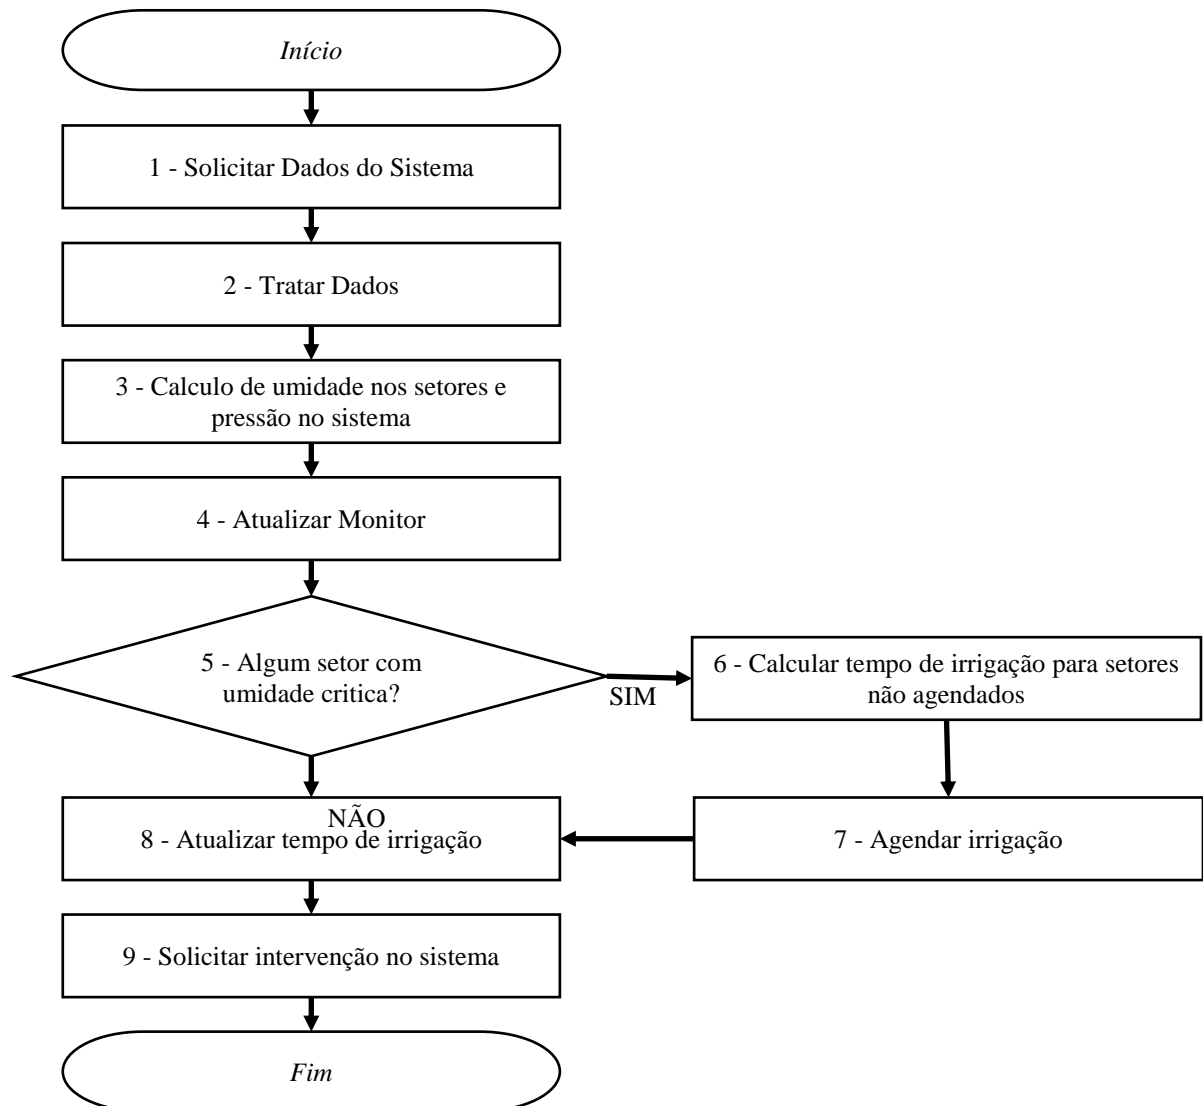 Início
1 - Solicitar Dados do Sistema
2 - Tratar Dados
3 - Calculo de umidade nos setores e
pressão no sistema
4 - Atualizar Monitor
5 - Algum setor com
umidade critica?
SIM
6 - Calcular tempo de irrigação para setores
não agendados
7 - Agendar irrigação
NÃO
8 - Atualizar tempo de irrigação
9 - Solicitar intervenção no sistema
Fim